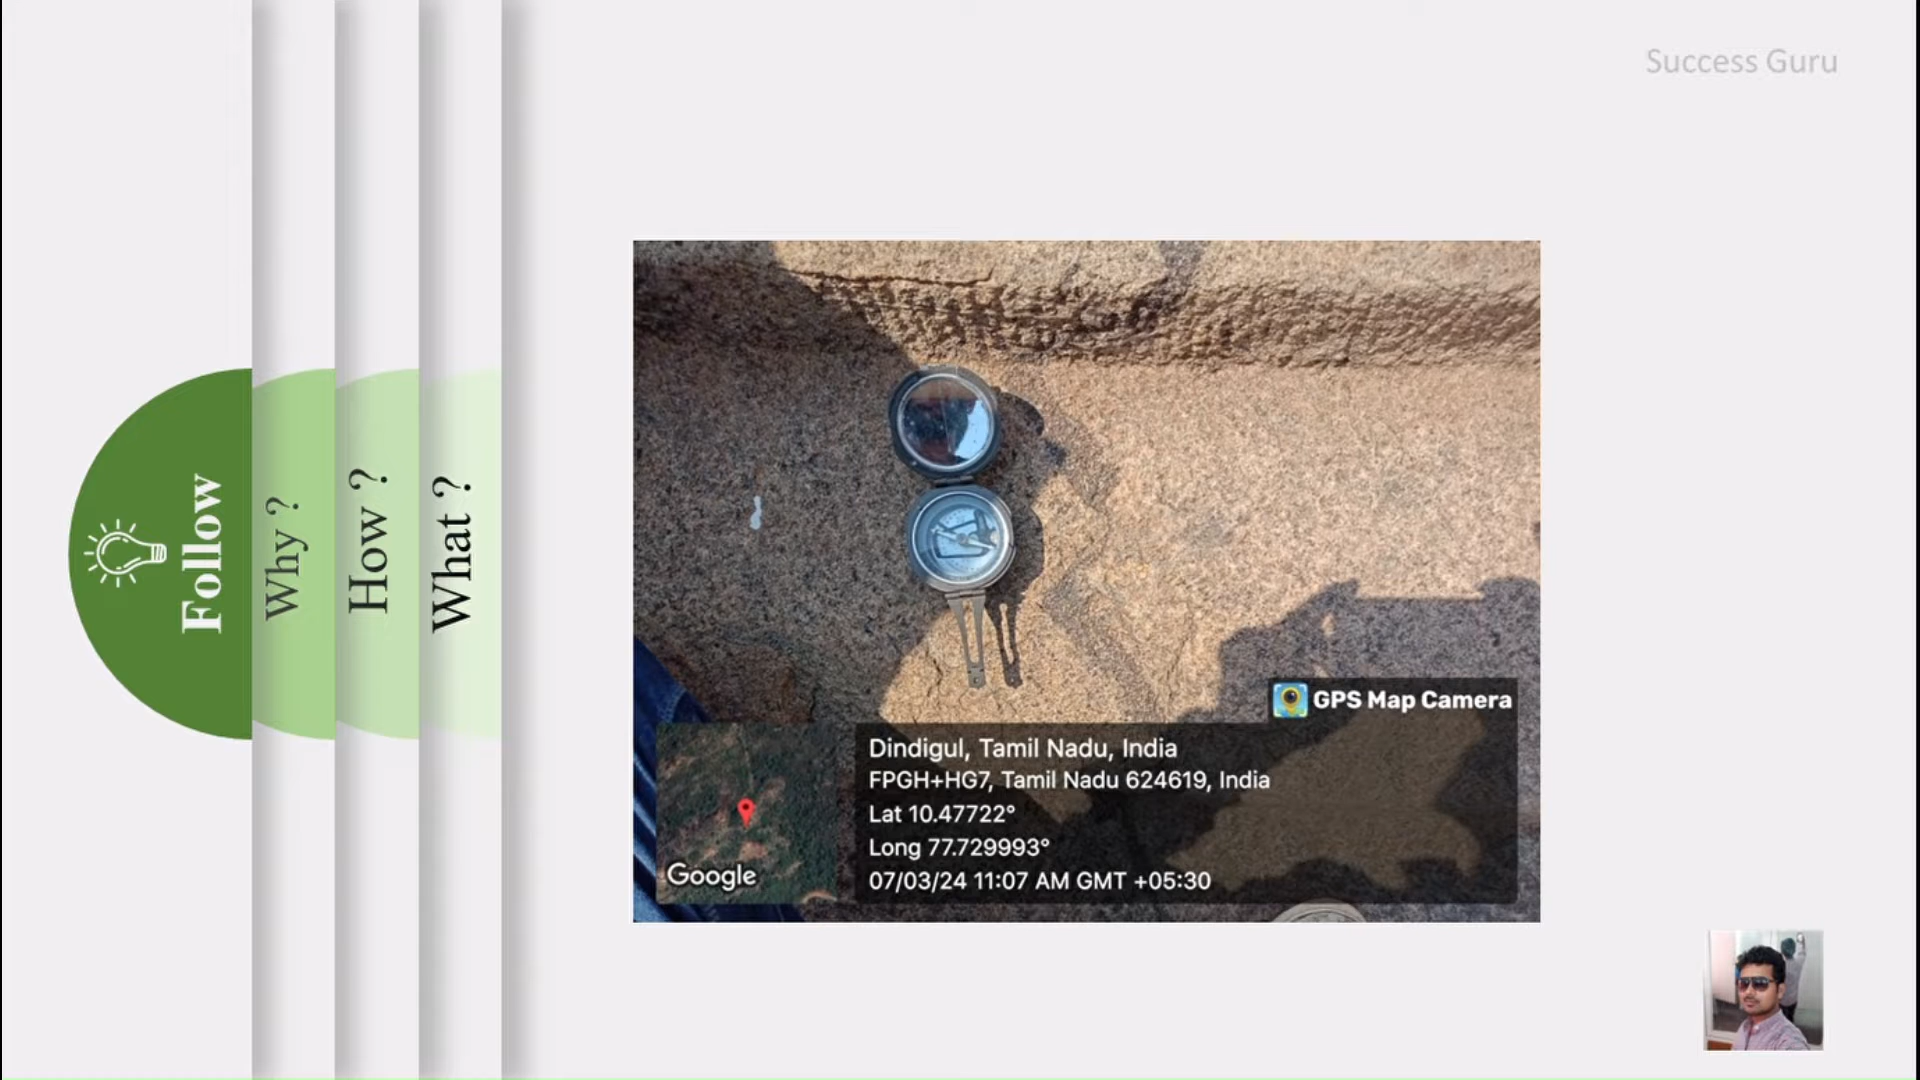 Success Guru
Follow
Why ?
How ?
What ?
GPS Map Camera
Dindigul, Tamil Nadu, India
FPGH+HG7, Tamil Nadu 624619, India
Lat 10.47722°
Long 77.729993°
07/03/24 11:07 AM GMT +05:30
Google